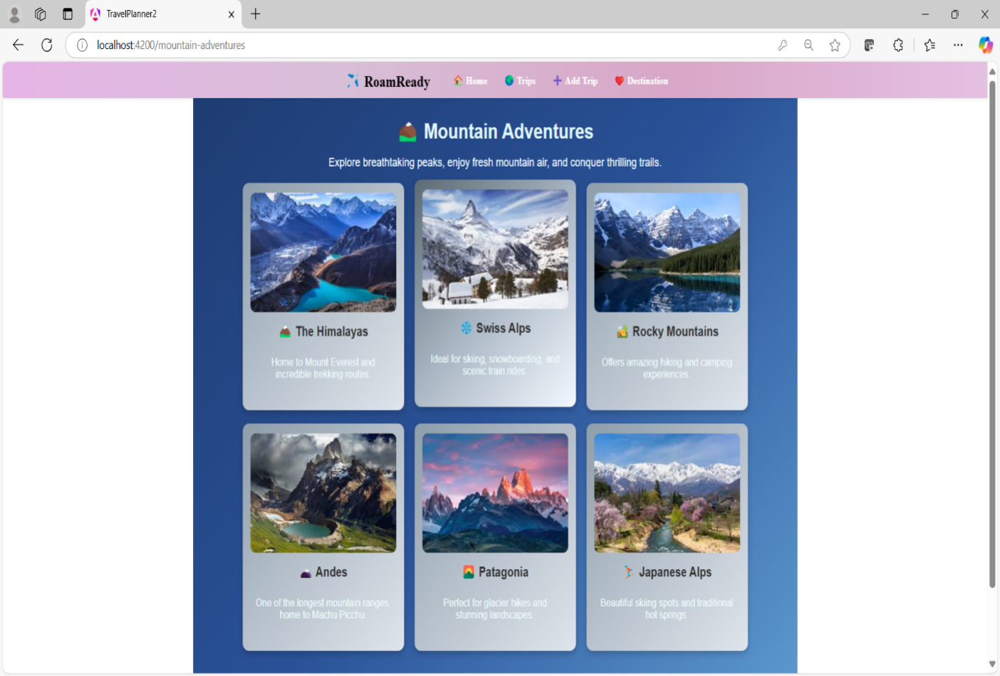 TravelPlanner2
localhost:4200/mountain-adventures
RoamReady Home Trips Add Trip Destination
Mountain Adventures
Explore breathtaking peaks, enjoy fresh mountain air, and conquer thrilling trails.
The Himalayas
Home to Mount Everest and
incredible trekking routes.
Swiss Alps
Ideal for skiing, snowboarding, and
scenic train rides.
Rocky Mountains
Offers amazing hiking and camping
experiences.
Andes
One of the longest mountain ranges,
home to Machu Picchu.
Patagonia
Perfect for glacier hikes and
stunning landscapes.
Japanese Alps
Beautiful skiing spots and traditional
hot springs.